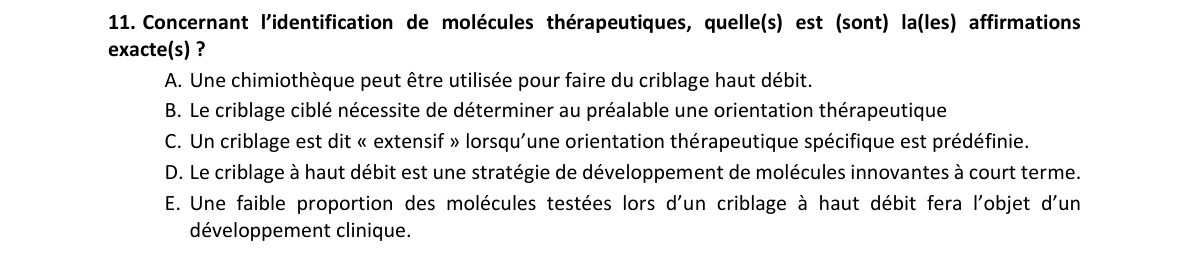 11. Concernant l’identification de molécules thérapeutiques, quelle(s) est (sont) la(les) affirmations
exacte(s) ?
A. Une chimiothèque peut être utilisée pour faire du criblage haut débit.
B. Le criblage ciblé nécessite de déterminer au préalable une orientation thérapeutique
C. Un criblage est dit « extensif » lorsqu’une orientation thérapeutique spécifique est prédéfinie.
D. Le criblage à haut débit est une stratégie de développement de molécules innovantes à court terme.
E. Une faible proportion des molécules testées lors d’un criblage à haut débit fera l’objet d’un
développement clinique.